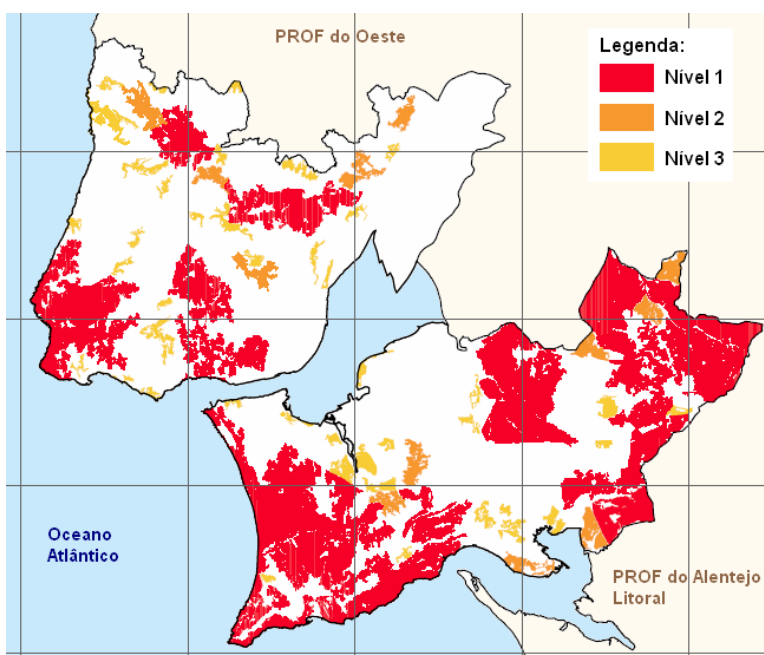 PROF do Oeste
Legenda:
Nível 1
Nível 2
Nível 3
Oceano
Atlântico
PROF do Alentejo
Litoral